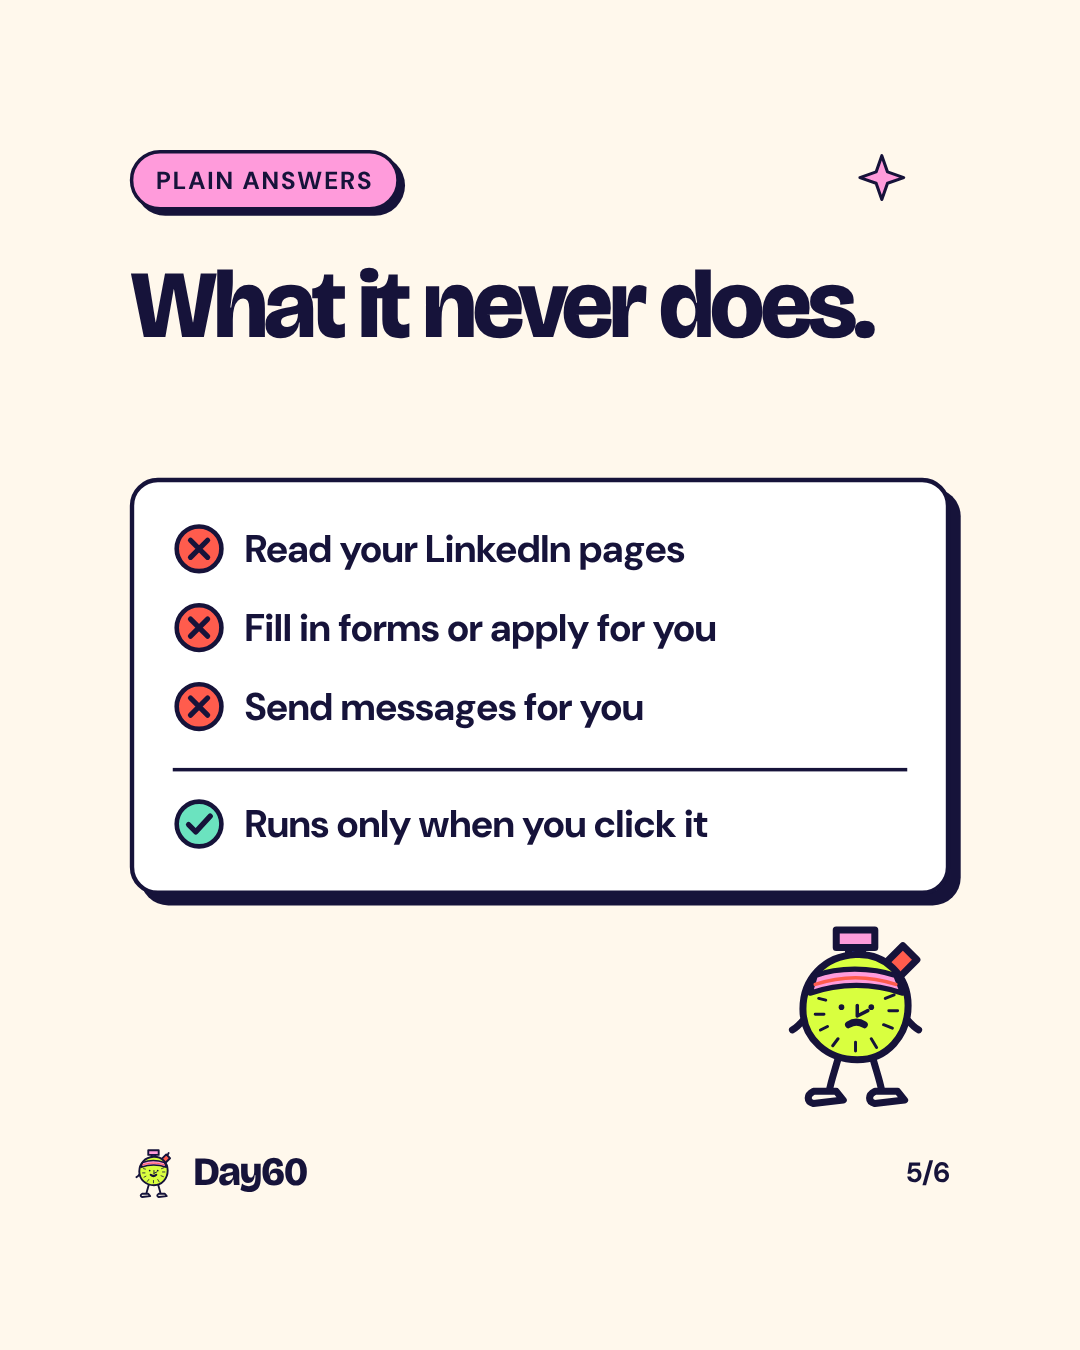 PLAIN ANSWERS
What it never does.
Read your LinkedIn pages
Fill in forms or apply for you
Send messages for you
Runs only when you click it
Day60
5/6